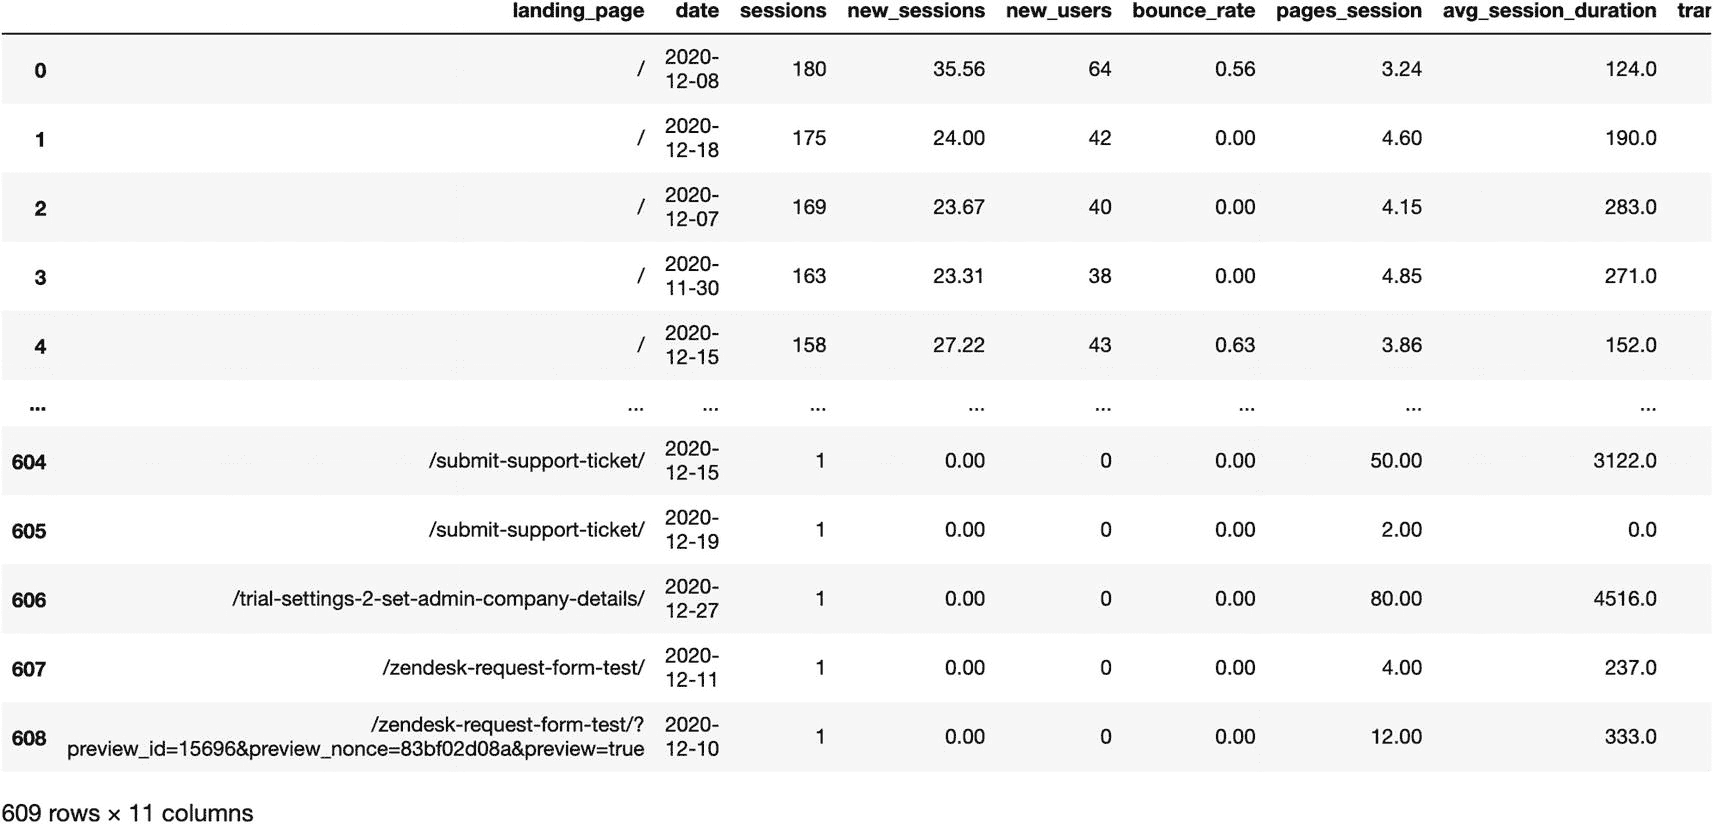 landing_page date sessions new_sessions new_users bounce_rate pages_session avg_session_duration
0 / 2020-12-08 180 35.56 64 0.56 3.24 124.0
1 / 2020-12-18 175 24.00 42 0.00 4.60 190.0
2 / 2020-12-07 169 23.67 40 0.00 4.15 283.0
3 / 2020-11-30 163 23.31 38 0.00 4.85 271.0
4 / 2020-12-15 158 27.22 43 0.63 3.86 152.0
... ... ... ... ... ... ... ... ...
604 /submit-support-ticket/ 2020-12-15 1 0.00 0 0.00 50.00 3122.0
605 /submit-support-ticket/ 2020-12-19 1 0.00 0 0.00 2.00 0.0
606 /trial-settings-2-set-admin-company-details/ 2020-12-27 1 0.00 0 0.00 80.00 4516.0
607 /zendesk-request-form-test/ 2020-12-11 1 0.00 0 0.00 4.00 237.0
608 /zendesk-request-form-test/?preview_id=15696&preview_nonce=83bf02d08a&preview=true 2020-12-10 1 0.00 0 0.00 12.00 333.0
609 rows × 11 columns